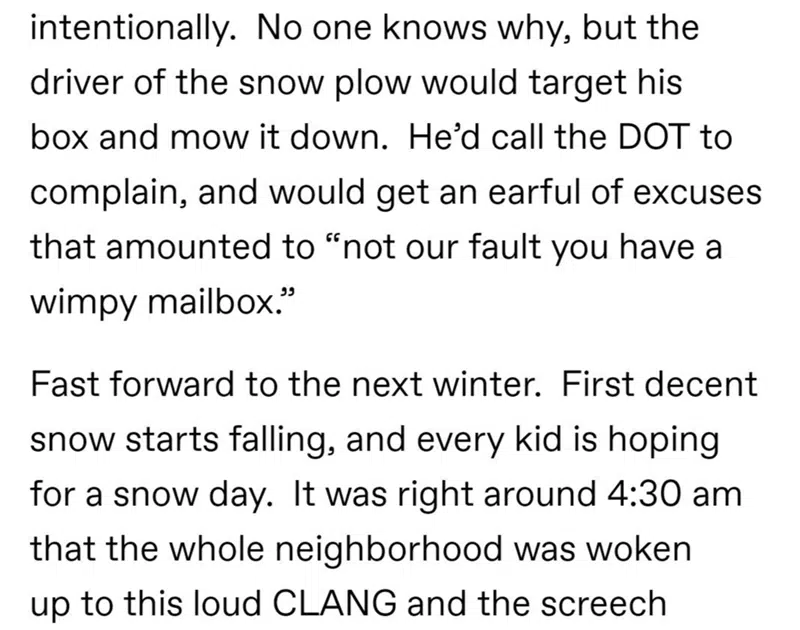 intentionally.  No one knows why, but the
driver of the snow plow would target his
box and mow it down.  He’d call the DOT to
complain, and would get an earful of excuses
that amounted to “not our fault you have a
wimpy mailbox.”
Fast forward to the next winter.  First decent
snow starts falling, and every kid is hoping
for a snow day.  It was right around 4:30 am
that the whole neighborhood was woken
up to this loud CLANG and the screech